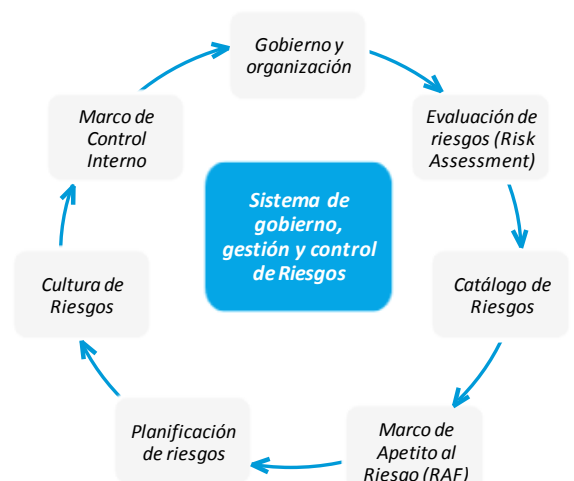 Gobierno y
organización
Evaluación de
riesgos (Risk
Assessment)
Catálogo de
Riesgos
Marco de
Apetito al
Riesgo (RAF)
Planificación
de riesgos
Cultura de
Riesgos
Marco de
Control
Interno
Sistema de
gobierno,
gestión y control
de Riesgos